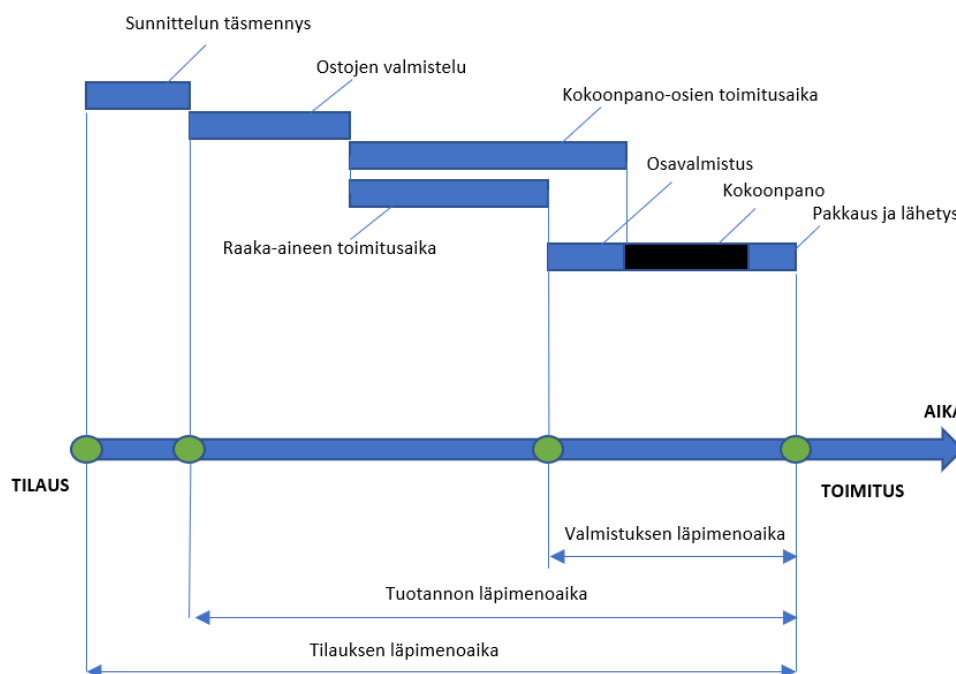 Sunnittelun täsmennys
Ostojen valmistelu
Kokoonpano-osien toimitusaika
Osavalmistus
Kokoonpano
Pakkaus ja lähetys
Raaka-aineen toimitusaika
AIKA
TILAUS
TOIMITUS
Valmistuksen läpimenoaika
Tuotannon läpimenoaika
Tilauksen läpimenoaika